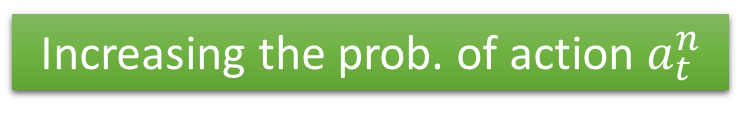 Increasing the prob. of action $a_t^n$